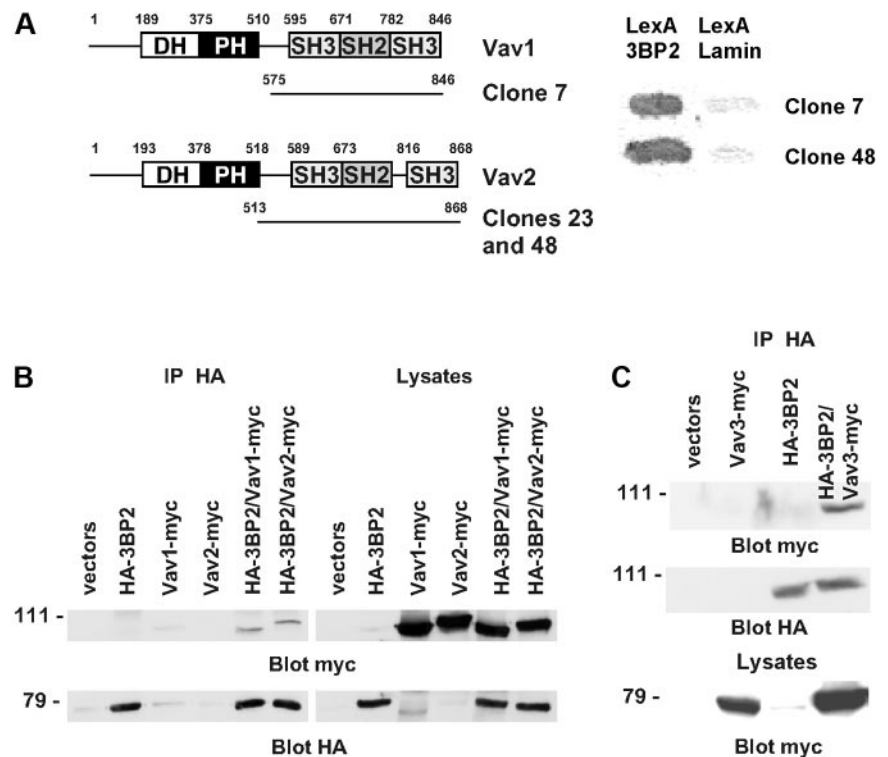 A
1 189 375 510 595 671 782 846
DH PH SH3 SH2 SH3 Vav1
575 846
Clone 7
1 193 378 518 589 673 816 868
DH PH SH3 SH2 SH3 Vav2
513 868
Clones 23
and 48
LexA LexA
3BP2 Lamin
Clone 7
Clone 48
B
IP HA Lysates
vectors
HA-3BP2
Vav1-myc
Vav2-myc
HA-3BP2/Vav1-myc
HA-3BP2/Vav2-myc
vectors
HA-3BP2
Vav1-myc
Vav2-myc
HA-3BP2/Vav1-myc
HA-3BP2/Vav2-myc
111 -
Blot myc
79 -
Blot HA
C
IP HA
vectors
Vav3-myc
HA-3BP2
HA-3BP2/
Vav3-myc
111 -
Blot myc
111 -
Blot HA
Lysates
79 -
Blot myc